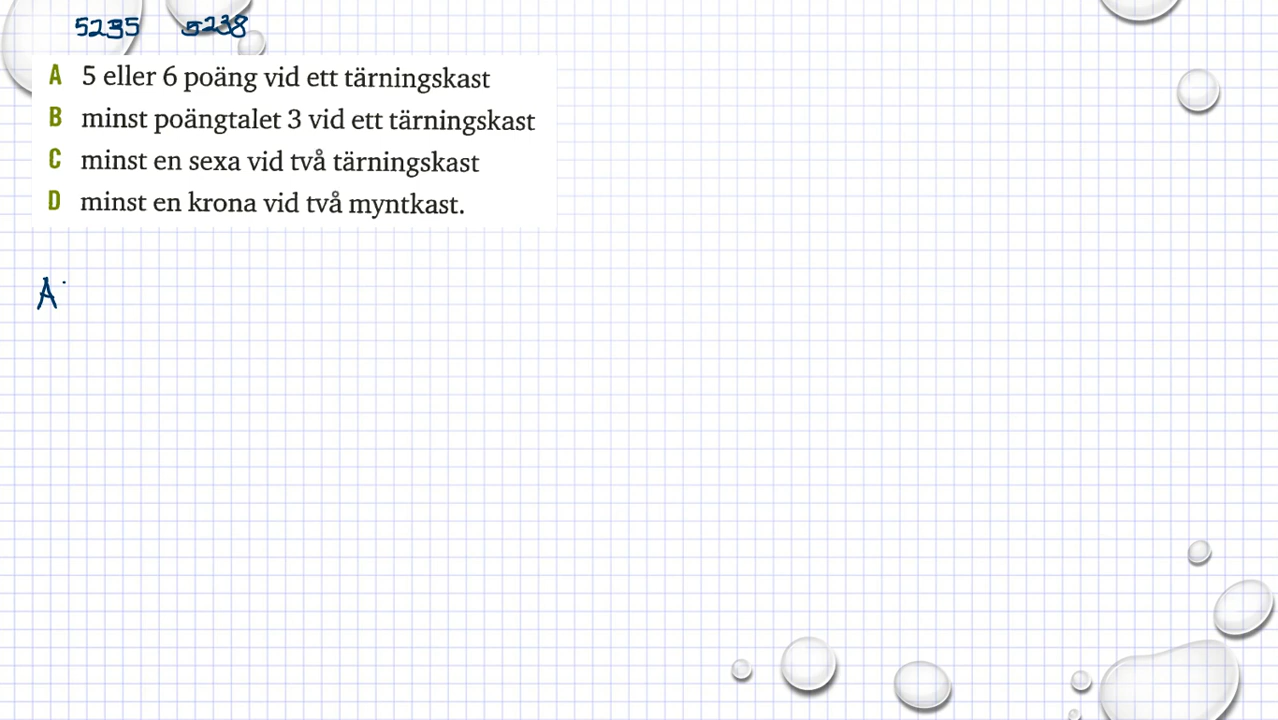 5235 5238
A 5 eller 6 poäng vid ett tärningskast
B minst poängtalet 3 vid ett tärningskast
C minst en sexa vid två tärningskast
D minst en krona vid två myntkast.
A